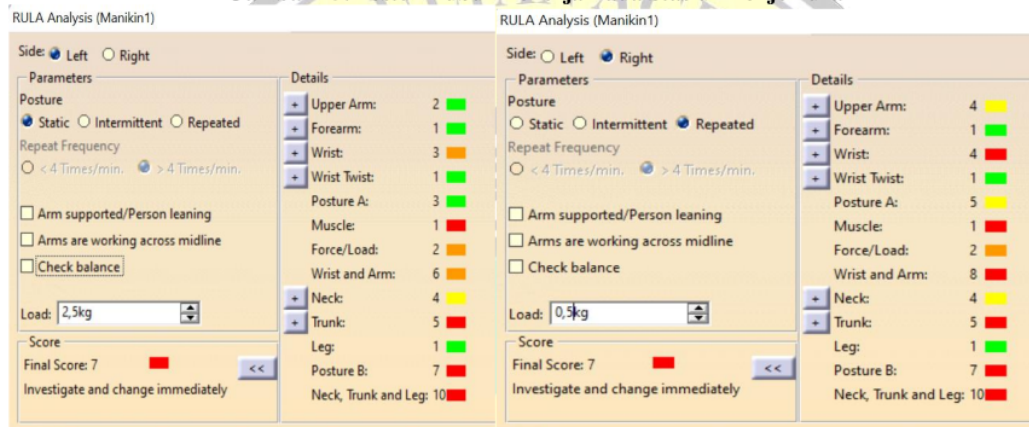 RULA Analysis (Manikin1)
Side: Left Right
Parameters
Posture
Static Intermittent Repeated
Repeat Frequency
< 4 Times/min. > 4 Times/min.
Arm supported/Person leaning
Arms are working across midline
Check balance
Load: 2,5kg
Score
Final Score: 7
<<
Investigate and change immediately
Details
+ Upper Arm: 2
+ Forearm: 1
+ Wrist: 3
+ Wrist Twist: 1
Posture A: 3
Muscle: 1
Force/Load: 2
Wrist and Arm: 6
+ Neck: 4
+ Trunk: 5
Leg: 1
Posture B: 7
Neck, Trunk and Leg: 10
RULA Analysis (Manikin1)
Side: Left Right
Parameters
Posture
Static Intermittent Repeated
Repeat Frequency
< 4 Times/min. > 4 Times/min.
Arm supported/Person leaning
Arms are working across midline
Check balance
Load: 0,5kg
Score
Final Score: 7
<<
Investigate and change immediately
Details
+ Upper Arm: 4
+ Forearm: 1
+ Wrist: 4
+ Wrist Twist: 1
Posture A: 5
Muscle: 1
Force/Load: 2
Wrist and Arm: 8
+ Neck: 4
+ Trunk: 5
Leg: 1
Posture B: 7
Neck, Trunk and Leg: 10